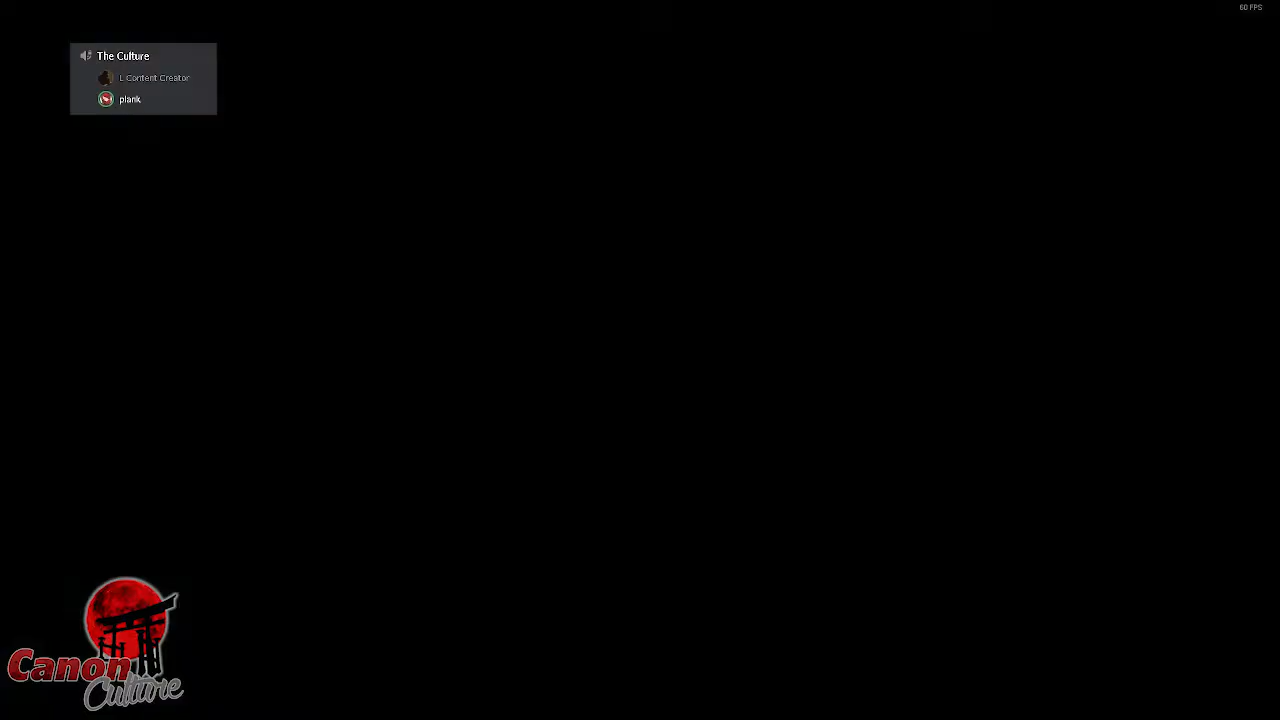 60 FPS
The Culture
L Content Creator
plank.
Canon
Culture